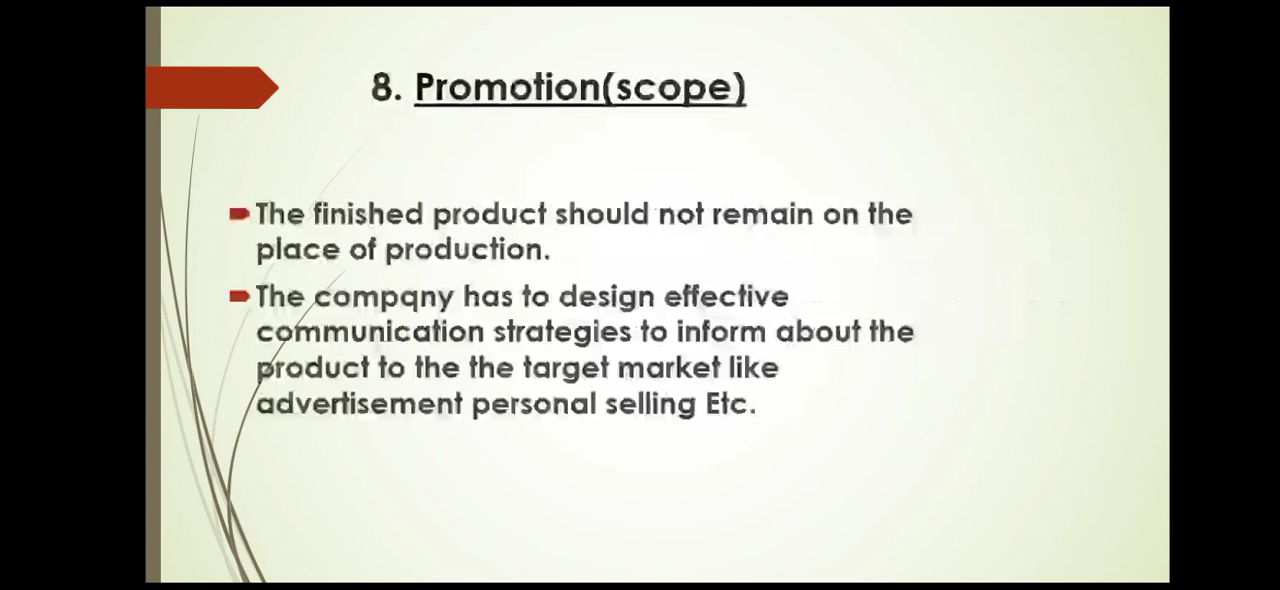 8. Promotion(scope)
The finished product should not remain on the
place of production.
The compqny has to design effective
communication strategies to inform about the
product to the the target market like
advertisement personal selling Etc.